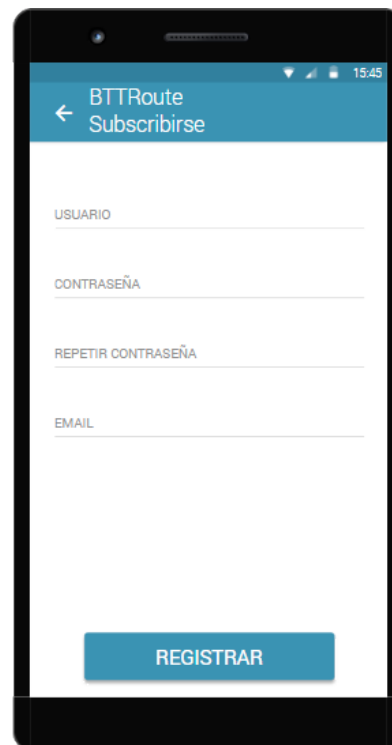 15:45
BTTRoute
Subscribirse
USUARIO
CONTRASEÑA
REPETIR CONTRASEÑA
EMAIL
REGISTRAR